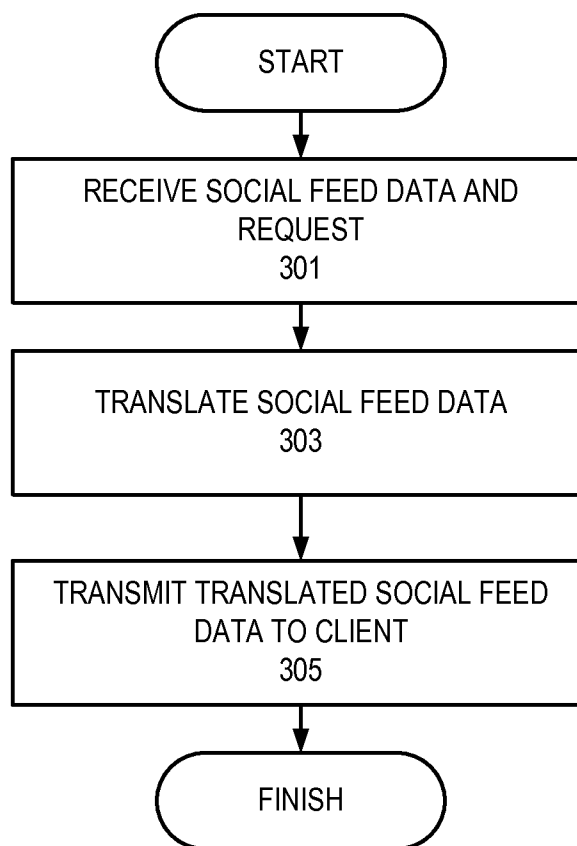 START
RECEIVE SOCIAL FEED DATA AND
REQUEST
301
TRANSLATE SOCIAL FEED DATA
303
TRANSMIT TRANSLATED SOCIAL FEED
DATA TO CLIENT
305
FINISH